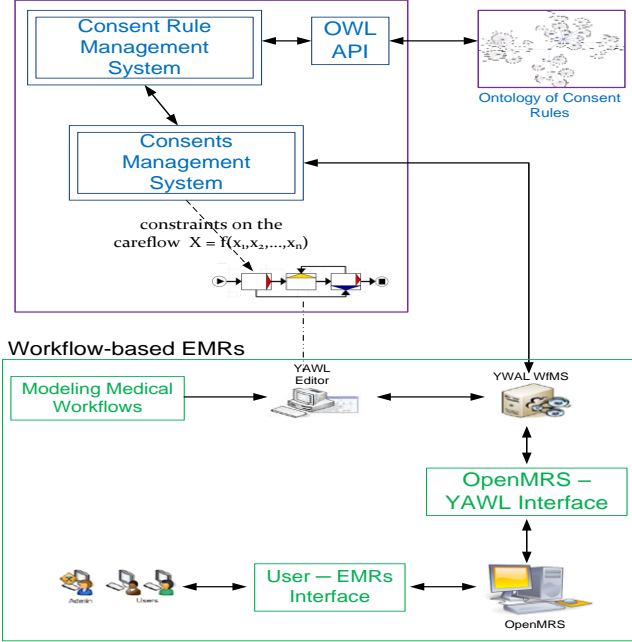 Consent Rule
Management
System
OWL
API
Ontology of Consent
Rules
Consents
Management
System
constraints on the
careflow X = f(x₁,x₂,...,xₙ)
Workflow-based EMRs
YAWL
Editor
YWAL WfMS
Modeling Medical
Workflows
OpenMRS –
YAWL Interface
User — EMRs
Interface
Admin
Users
OpenMRS